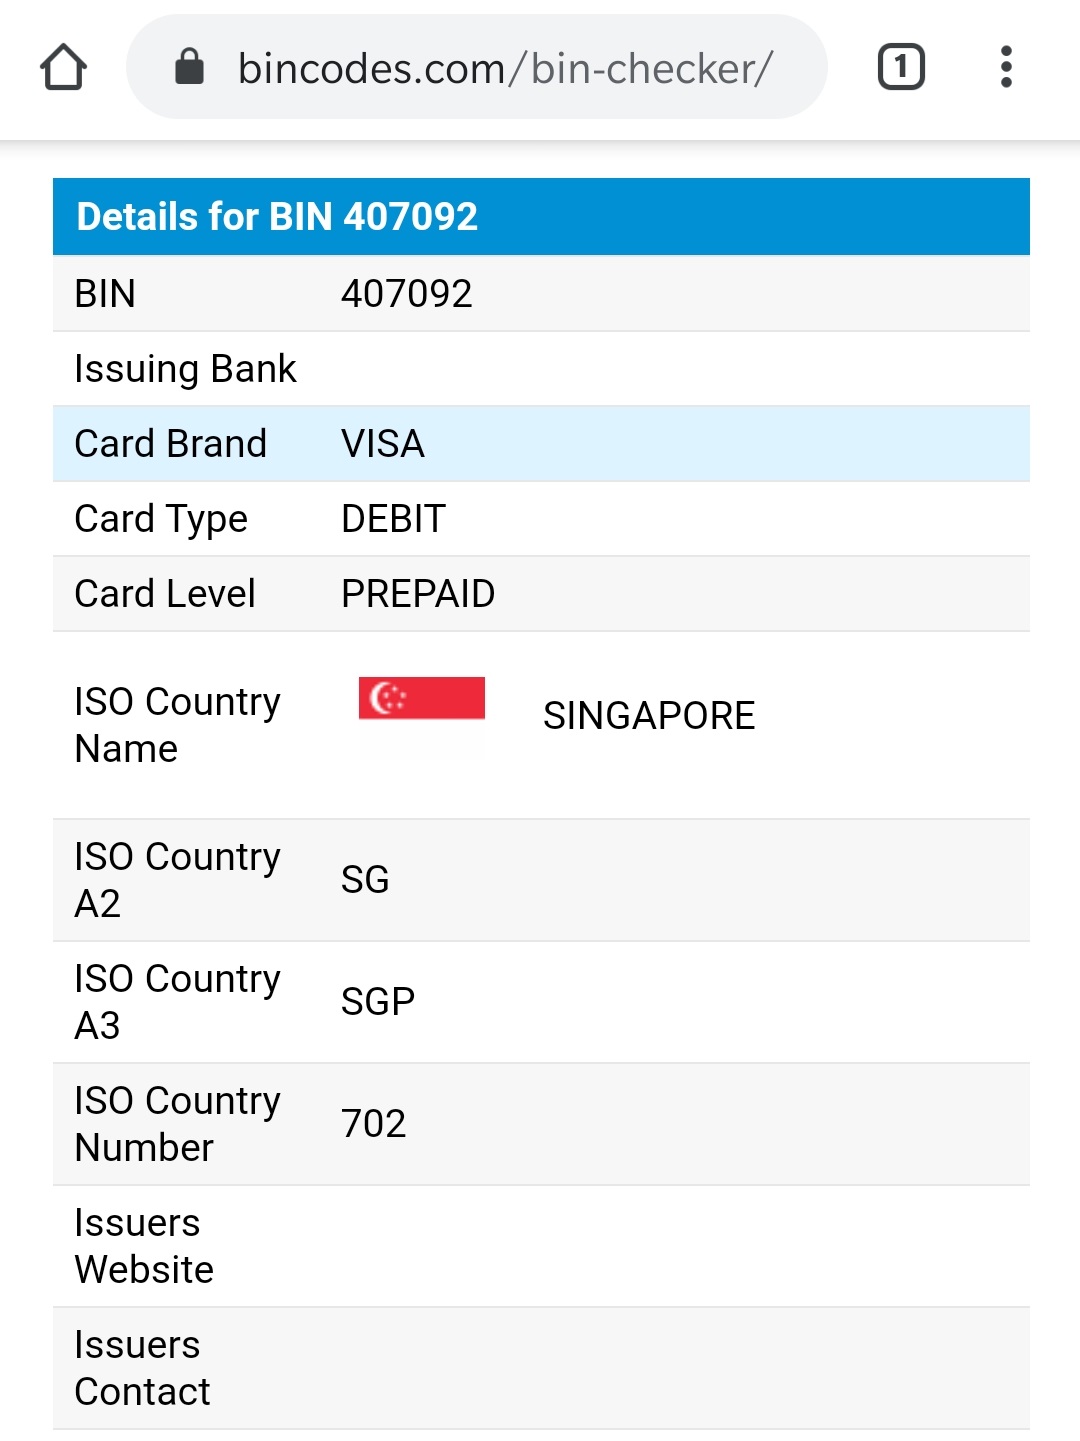 bincodes.com/bin-checker/
1
Details for BIN 407092
BIN 407092
Issuing Bank
Card Brand VISA
Card Type DEBIT
Card Level PREPAID
ISO Country
Name
SINGAPORE
ISO Country
A2
SG
ISO Country
A3
SGP
ISO Country
Number
702
Issuers
Website
Issuers
Contact